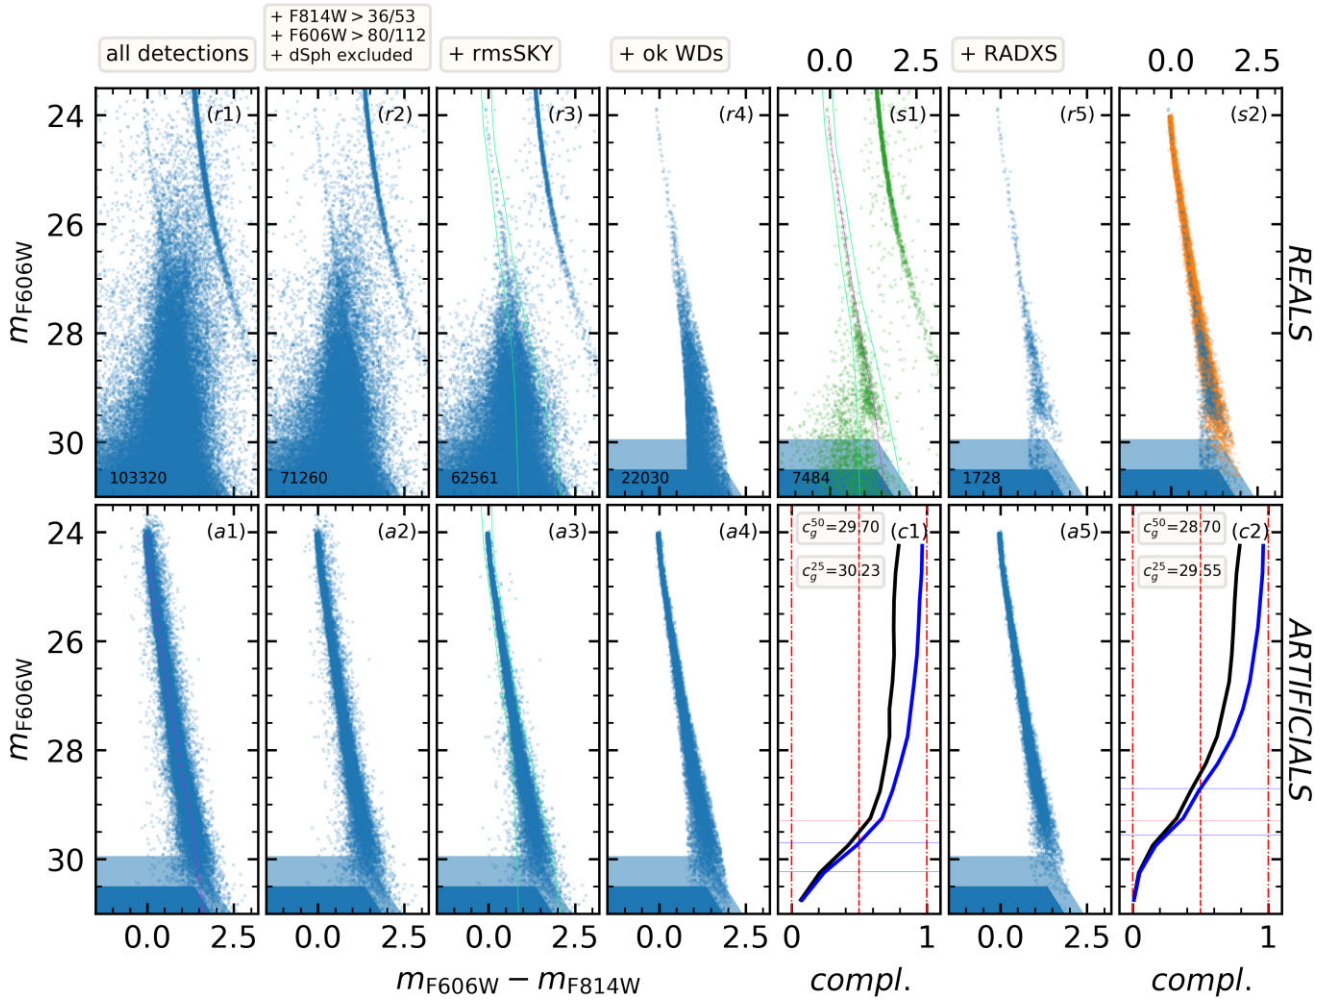 + F814W > 36/53
+ F606W > 80/112
+ dSph excluded
all detections
+ rmsSKY
+ ok WDs
0.0 2.5
+ RADXS
0.0 2.5
(r1) (r2) (r3) (r4) (s1) (r5) (s2)
24
26
28
30
m_F606W
103320 71260 62561 22030 7484 1728
REALS
(a1) (a2) (a3) (a4) (c1) (a5) (c2)
c_g^50=29.70
c_g^25=30.23
c_g^50=28.70
c_g^25=29.55
24
26
28
30
m_F606W
ARTIFICIALS
0.0 2.5 0.0 2.5 0.0 2.5 0.0 2.5 0 1 0.0 2.5 0 1
m_F606W − m_F814W
compl.
compl.